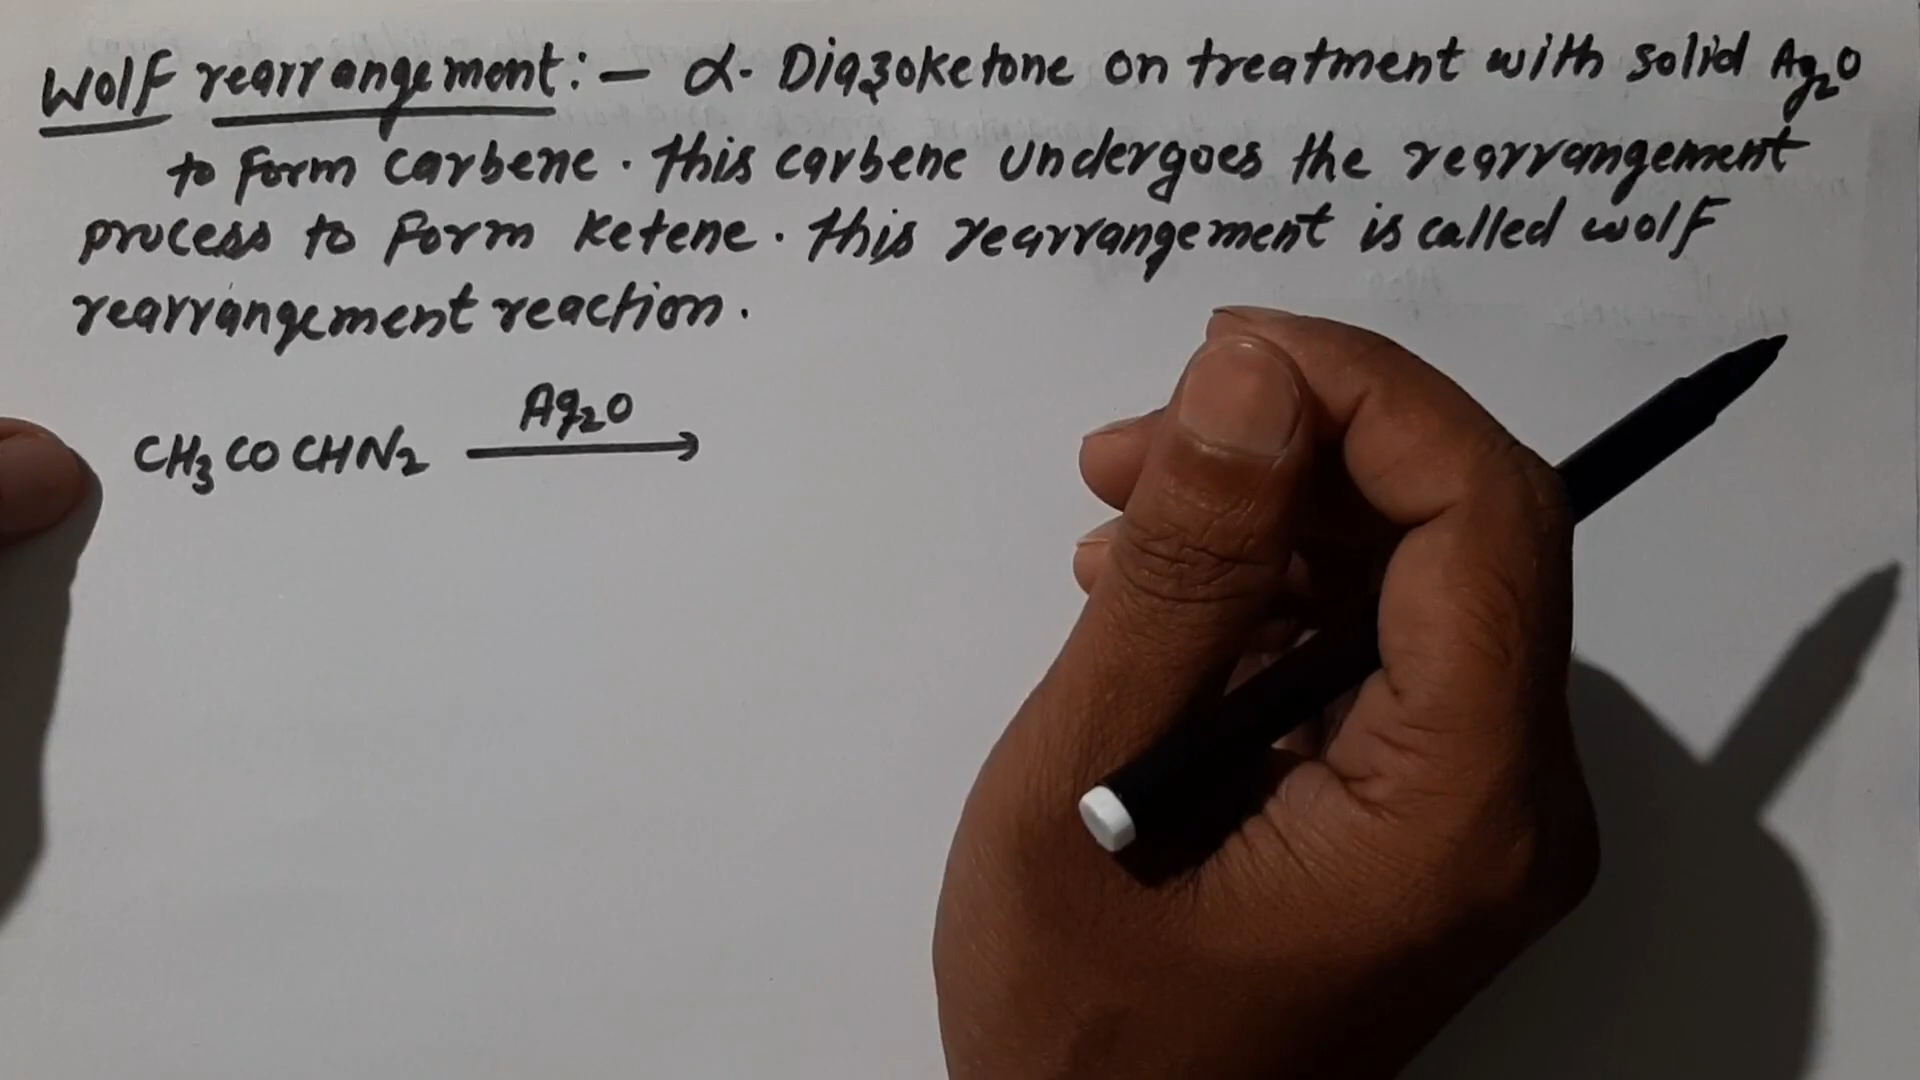 Wolf rearrangement:- α- Diazoketone on treatment with solid Ag₂O
to form carbene. this carbene undergoes the rearrangement
process to form ketene. this rearrangement is called wolf
rearrangement reaction.
Ag₂O
CH₃COCHN₂ ⟶